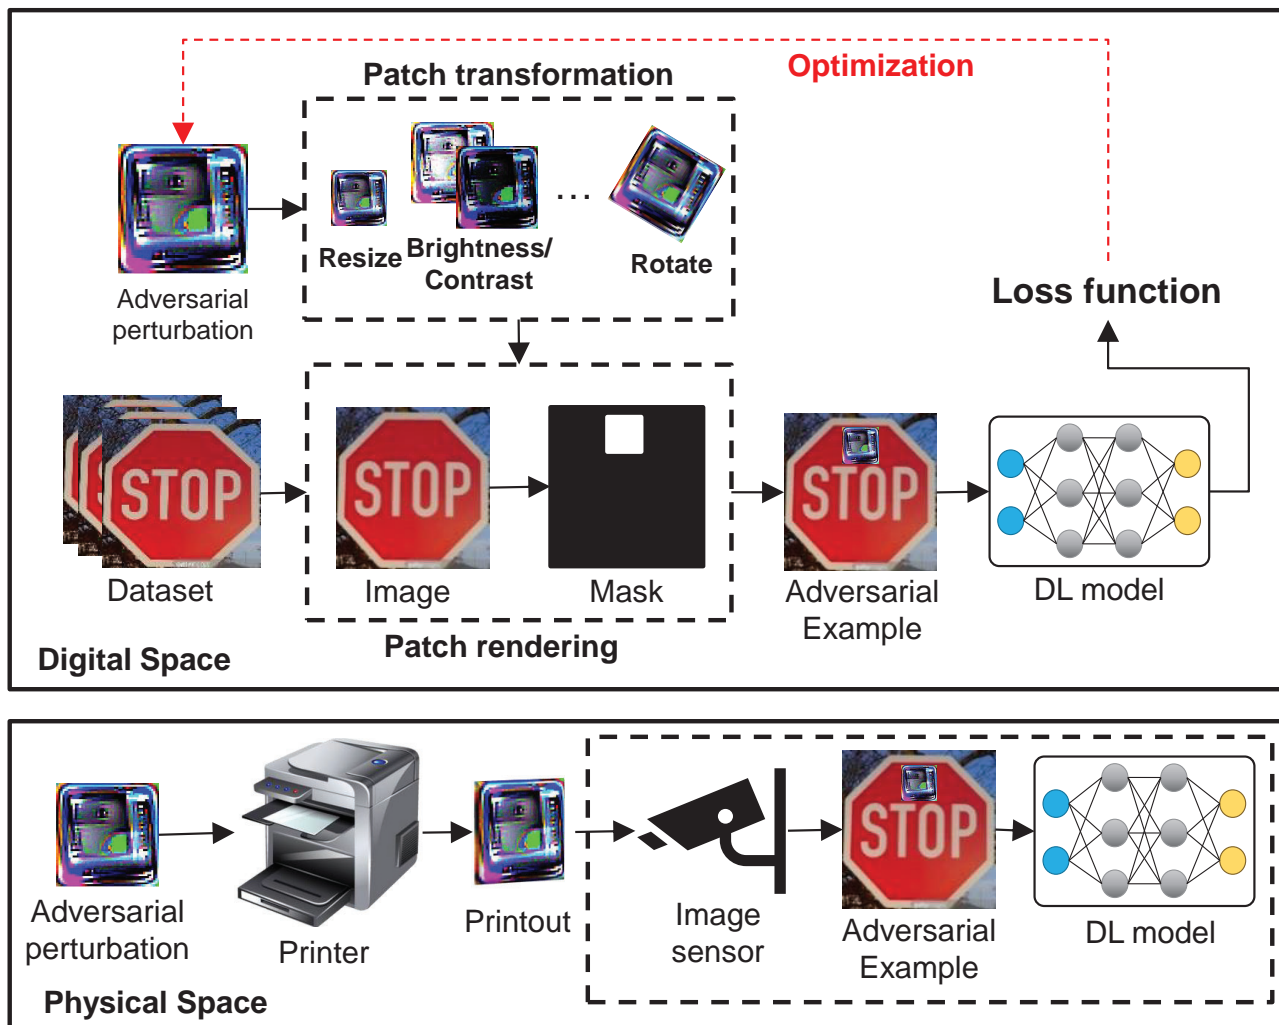 Optimization
Patch transformation
Resize
Brightness/
Contrast
...
Rotate
Adversarial
perturbation
Loss function
STOP
Dataset
STOP
Image
Mask
Patch rendering
STOP
Adversarial
Example
DL model
Digital Space
Adversarial
perturbation
Printer
Printout
Image
sensor
STOP
Adversarial
Example
DL model
Physical Space